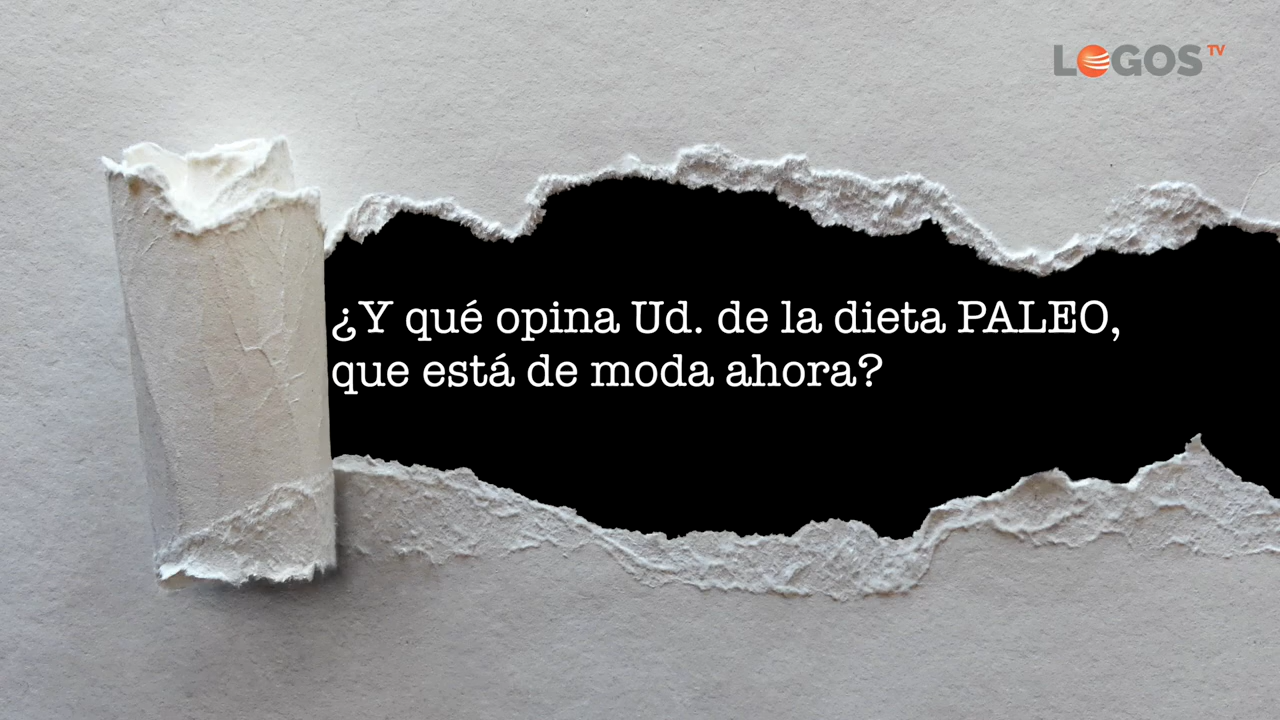 LOGOS TV
¿Y qué opina Ud. de la dieta PALEO,
que está de moda ahora?